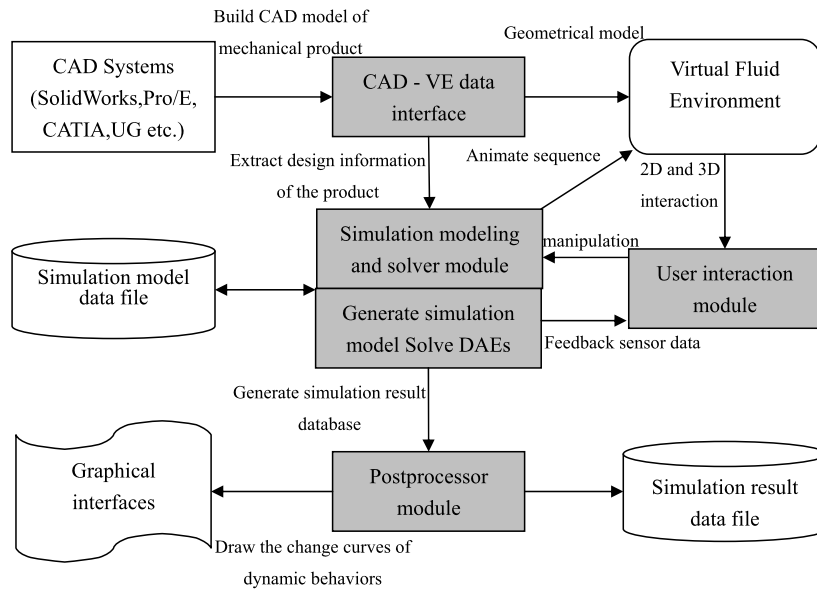 Build CAD model of
mechanical product
Geometrical model
CAD Systems
(SolidWorks,Pro/E,
CATIA,UG etc.)
CAD - VE data
interface
Virtual Fluid
Environment
Extract design information
of the product
Animate sequence
2D and 3D
interaction
Simulation modeling
and solver module
manipulation
User interaction
module
Simulation model
data file
Generate simulation
model Solve DAEs
Feedback sensor data
Generate simulation result
database
Graphical
interfaces
Postprocessor
module
Simulation result
data file
Draw the change curves of
dynamic behaviors